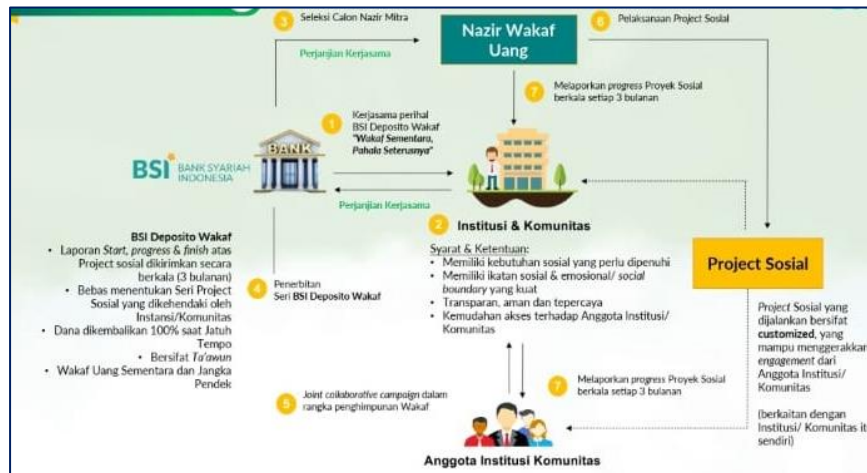 3 Seleksi Calon Nazir Mitra
Perjanjian Kerjasama
Nazir Wakaf
Uang
6 Pelaksanaan Project Sosial
7 Melaporkan progress Proyek Sosial
berkala setiap 3 bulanan
1 Kerjasama perihal
BSI Deposito Wakaf
"Wakaf Sementara,
Pahala Seterusnya"
BANK
BSI BANK SYARIAH
INDONESIA
Perjanjian Kerjasama
2 Institusi & Komunitas
Syarat & Ketentuan:
• Memiliki kebutuhan sosial yang perlu dipenuhi
• Memiliki ikatan sosial & emosional/ social
boundary yang kuat
• Transparan, aman dan tepercaya
• Kemudahan akses terhadap Anggota Institusi/
Komunitas
BSI Deposito Wakaf
• Laporan Start, progress & finish atas
Project sosial dikirimkan secara
berkala (3 bulanan)
• Bebas menentukan Seri Project
Sosial yang dikehendaki oleh
Instansi/Komunitas
• Dana dikembalikan 100% saat Jatuh
Tempo
• Bersifat Ta'awun
• Wakaf Uang Sementara dan Jangka
Pendek
4 Penerbitan
Seri BSI Deposito Wakaf
Project Sosial
Project Sosial yang
dijalankan bersifat
customized, yang
mampu menggerakkan
engagement dari
Anggota Institusi/
Komunitas
(berkaitan dengan
Institusi/ Komunitas it
sendiri)
5 Joint collaborative campaign dalam
rangka penghimpunan Wakaf
7 Melaporkan progress Proyek Sosial
berkala setiap 3 bulanan
Anggota Institusi Komunitas